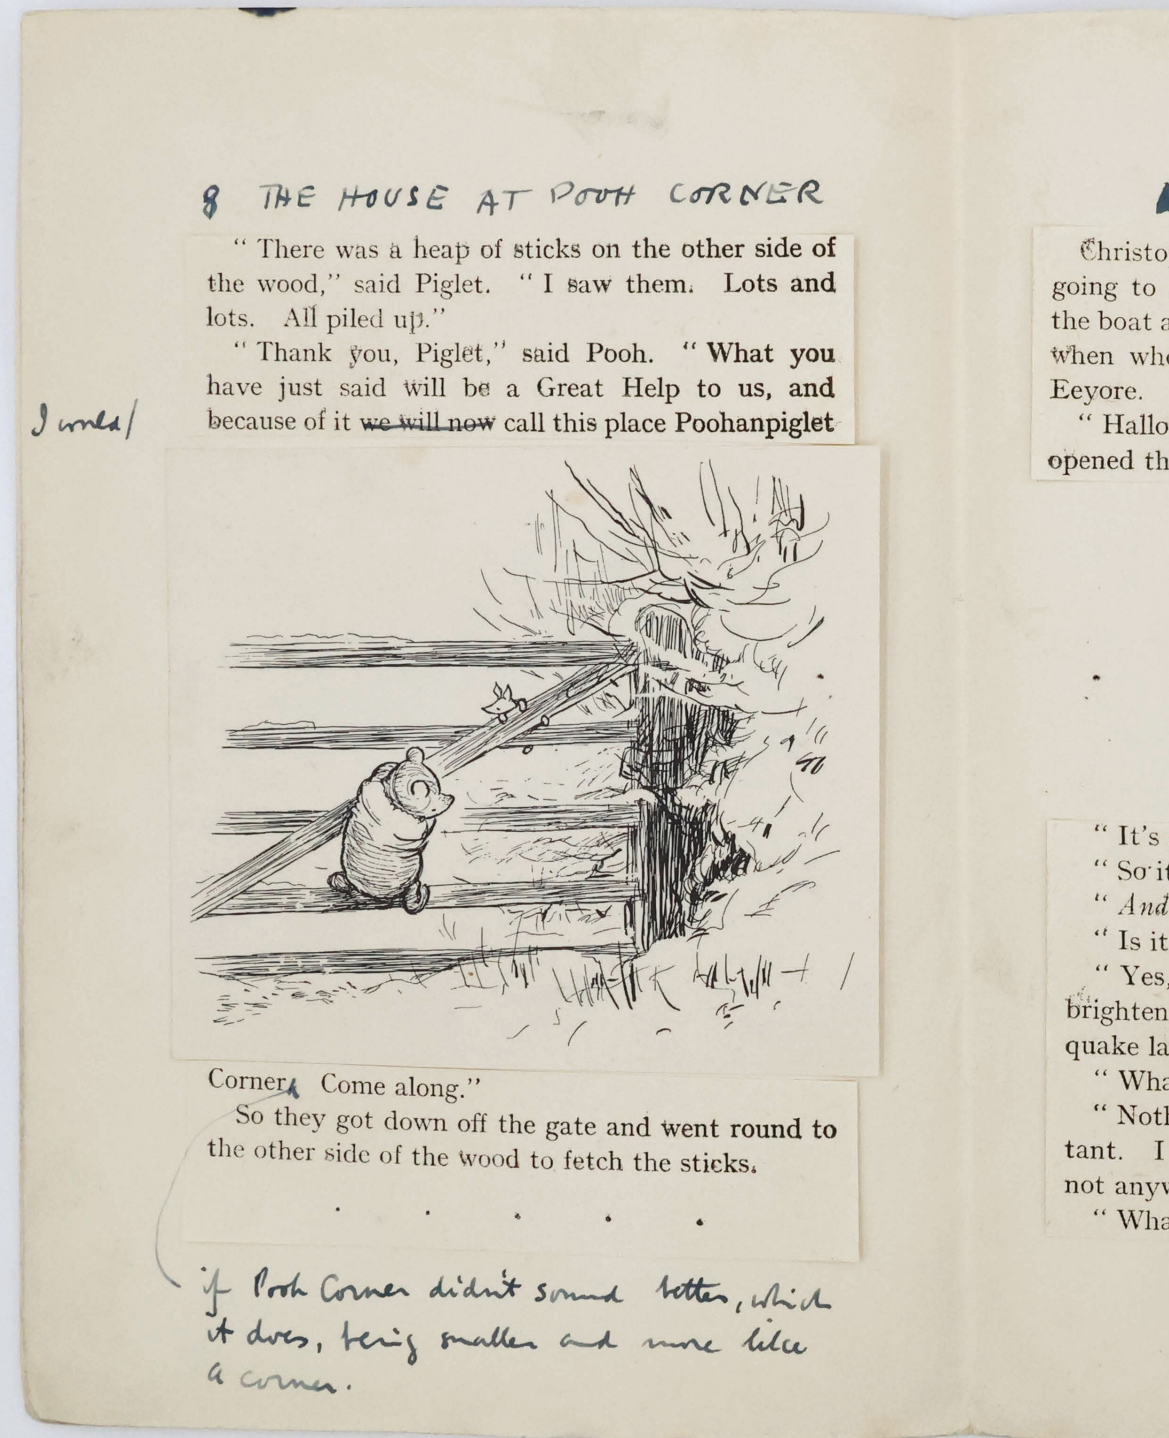 8 THE HOUSE AT POOH CORNER
“ There was a heap of sticks on the other side of
the wood,” said Piglet. “ I saw them. Lots and
lots. All piled up.”
“ Thank you, Piglet,” said Pooh. “ What you
have just said will be a Great Help to us, and
I could/
because of it we will now call this place Poohanpiglet
Corner. Come along.”
So they got down off the gate and went round to
the other side of the wood to fetch the sticks.
. . . . .
if Pooh Corner didn't sound better, which
it does, being smaller and more like
a corner.
Christo
going to
the boat a
when who
Eeyore.
“ Hallo
opened th
“ It's
“ So it
“ And
“ Is it
“ Yes,
brighten
quake la
“ Wha
“ Noth
tant. I
not anyw
“ Wha